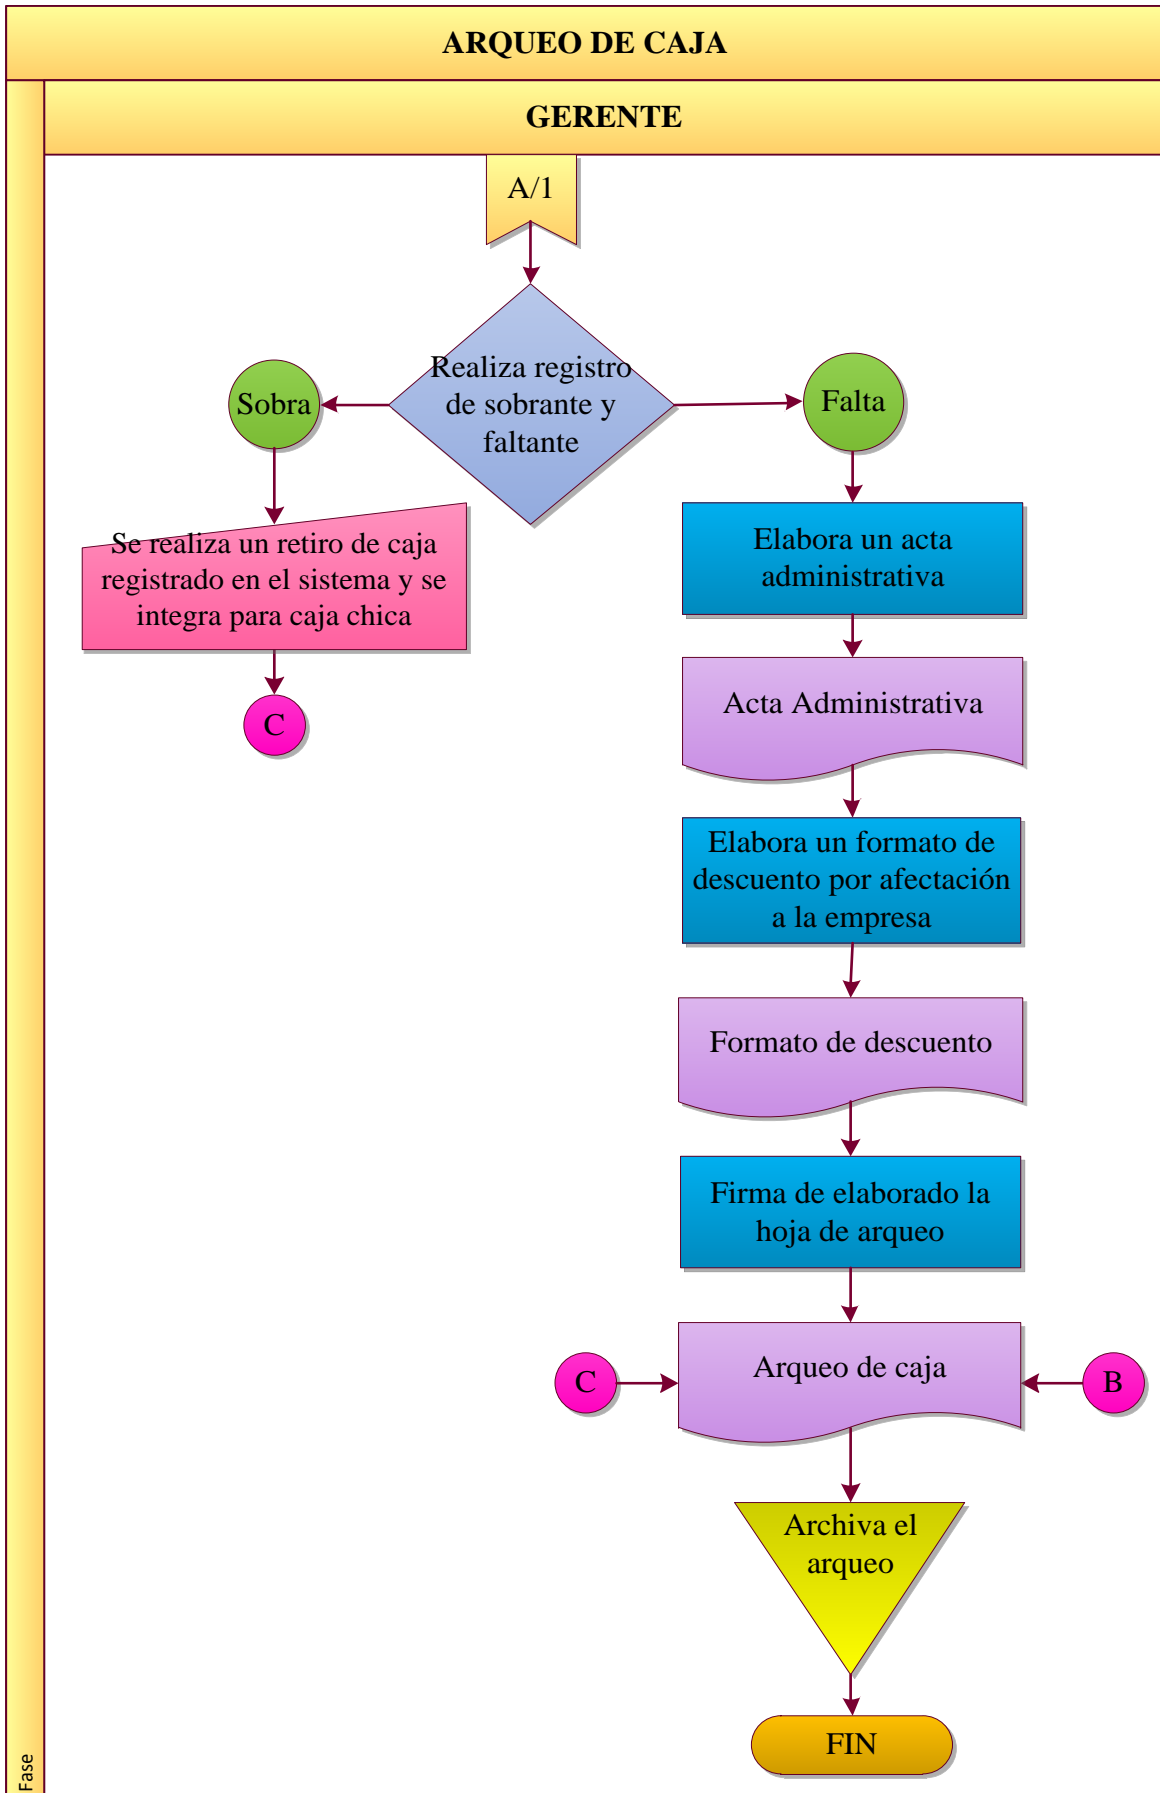 ARQUEO DE CAJA
GERENTE
A/1
Realiza registro
de sobrante y
faltante
Sobra
Falta
Se realiza un retiro de caja
registrado en el sistema y se
integra para caja chica
C
Elabora un acta
administrativa
Acta Administrativa
Elabora un formato de
descuento por afectación
a la empresa
Formato de descuento
Firma de elaborado la
hoja de arqueo
C
Arqueo de caja
B
Archiva el
arqueo
FIN
Fase